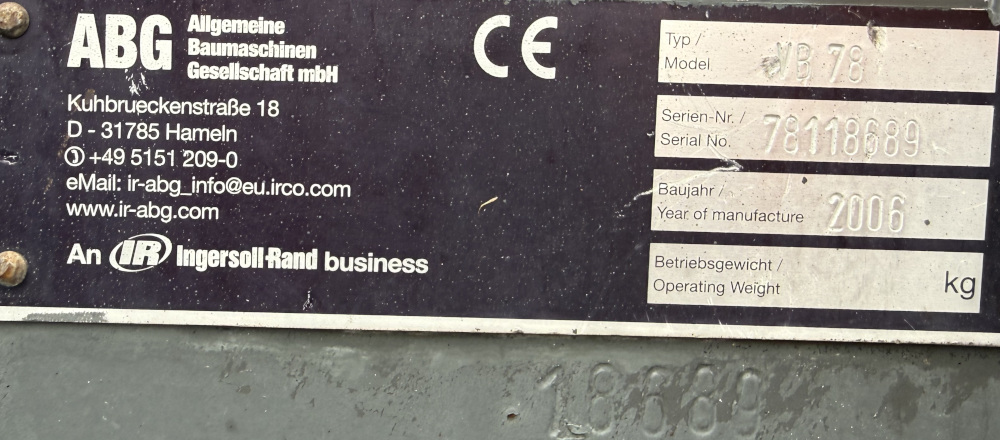 ABG Allgemeine
Baumaschinen
Gesellschaft mbH
Kuhbrueckenstraße 18
D - 31785 Hameln
+49 5151 209-0
eMail: ir-abg_info@eu.irco.com
www.ir-abg.com
An IR Ingersoll-Rand business
CE
Typ /
Model VB 78
Serien-Nr. /
Serial No. 78118689
Baujahr /
Year of manufacture 2006
Betriebsgewicht /
Operating Weight kg
18689